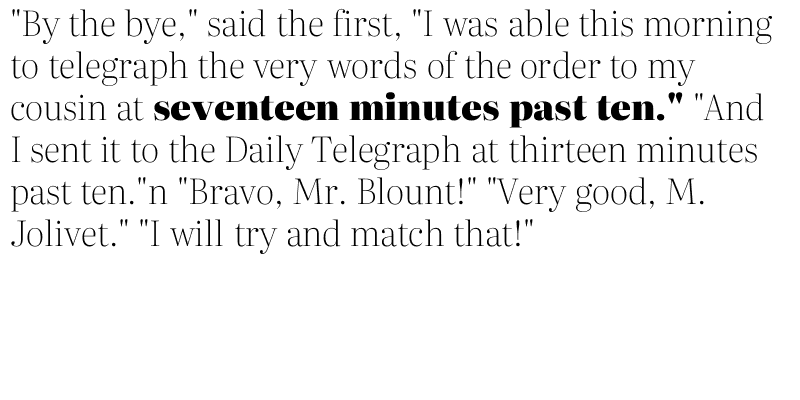 "By the bye," said the first, "I was able this morning
to telegraph the very words of the order to my
cousin at seventeen minutes past ten." "And
I sent it to the Daily Telegraph at thirteen minutes
past ten."n "Bravo, Mr. Blount!" "Very good, M.
Jolivet." "I will try and match that!"